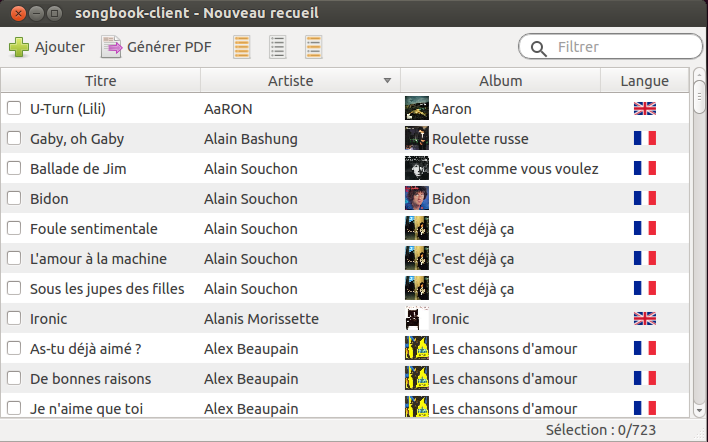 songbook-client - Nouveau recueil
Ajouter Générer PDF Filtrer
Titre Artiste Album Langue
U-Turn (Lili) AaRON Aaron
Gaby, oh Gaby Alain Bashung Roulette russe
Ballade de Jim Alain Souchon C'est comme vous voulez
Bidon Alain Souchon Bidon
Foule sentimentale Alain Souchon C'est déjà ça
L'amour à la machine Alain Souchon C'est déjà ça
Sous les jupes des filles Alain Souchon C'est déjà ça
Ironic Alanis Morissette Ironic
As-tu déjà aimé ? Alex Beaupain Les chansons d'amour
De bonnes raisons Alex Beaupain Les chansons d'amour
Je n'aime que toi Alex Beaupain Les chansons d'amour
Sélection : 0/723